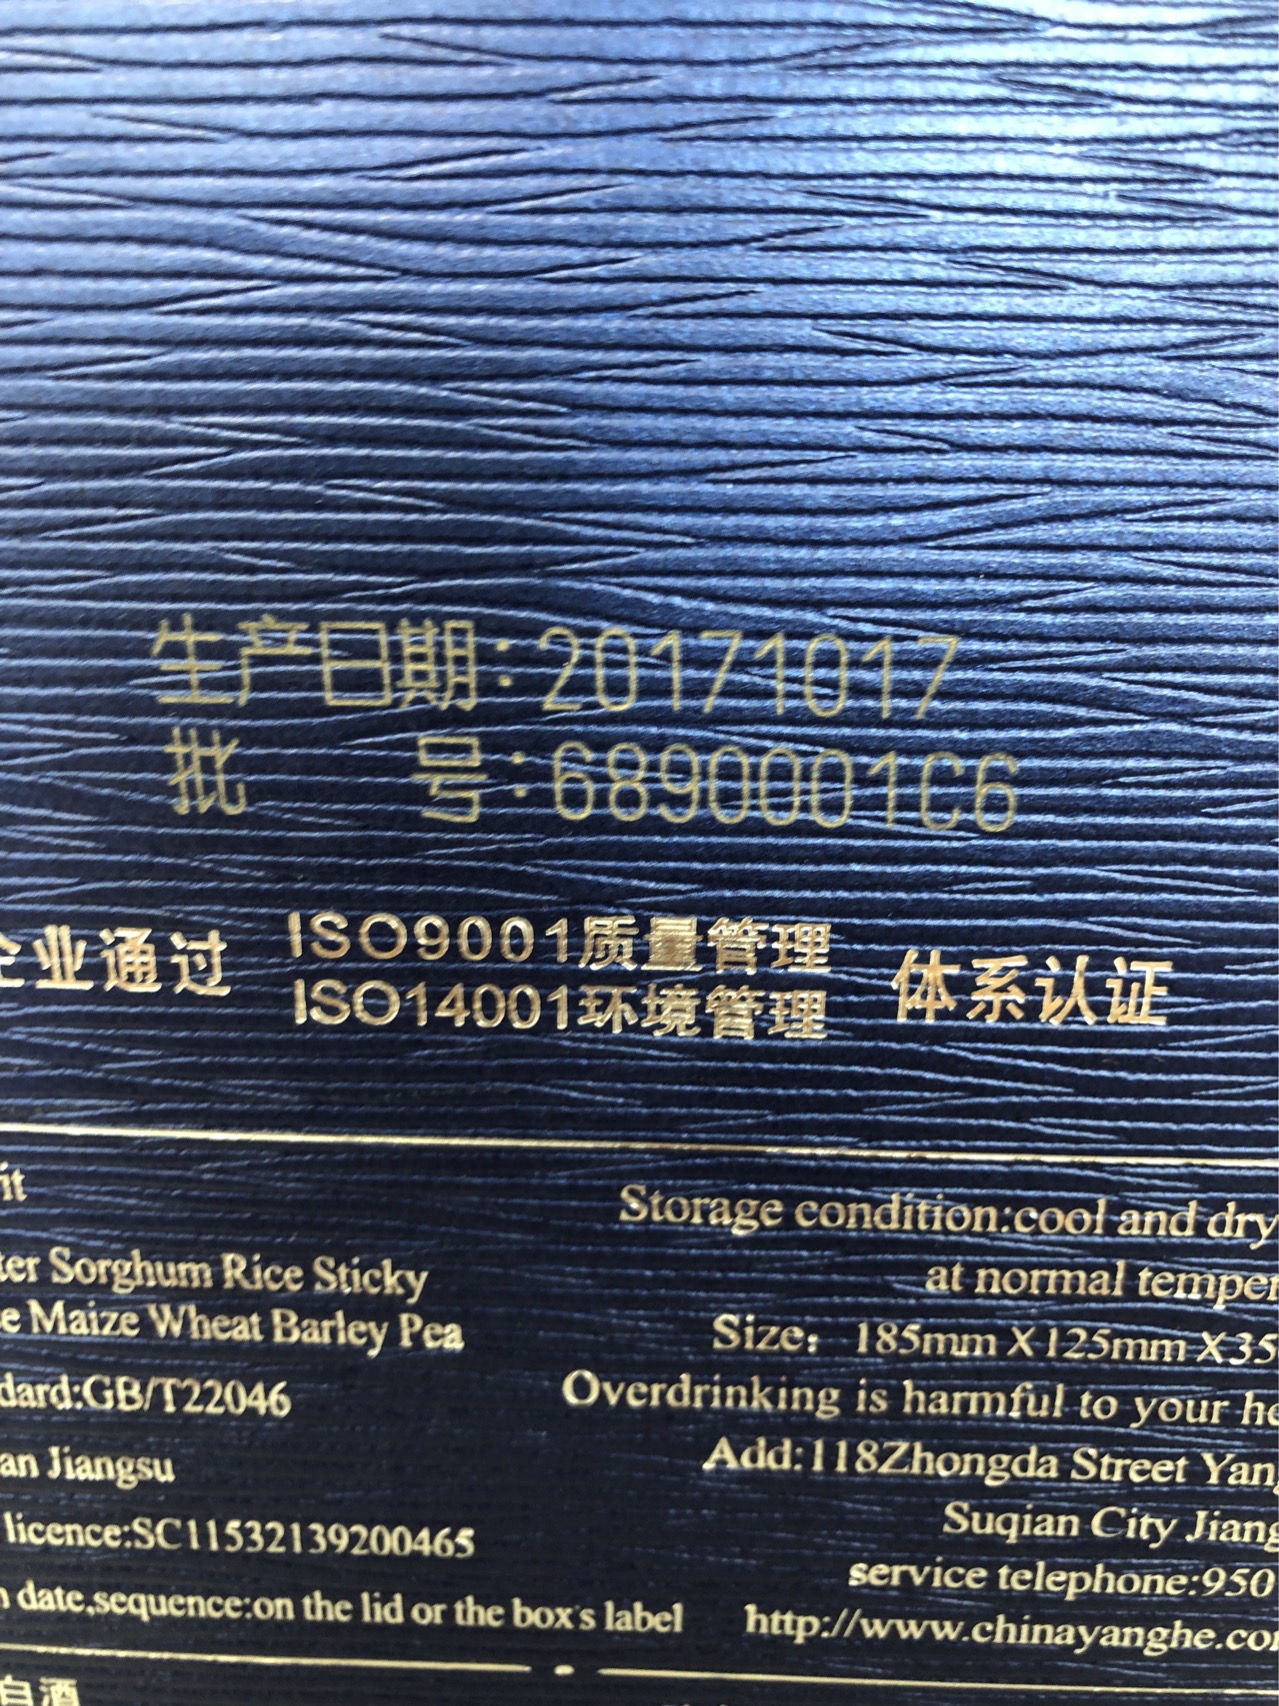 生产日期:20171017
批 号:6890001C6
企业通过 ISO9001质量管理 体系认证
ISO14001环境管理
it
Storage condition:cool and dry
ter Sorghum Rice Sticky
at normal temper
e Maize Wheat Barley Pea
Size: 185mm X125mm X35
dard:GB/T22046
Overdrinking is harmful to your he
an Jiangsu
Add:118Zhongda Street Yang
Suqian City Jiang
licence:SC11532139200465
service telephone:950
n date,sequence:on the lid or the box's label
http://www.chinayanghe.com
白酒